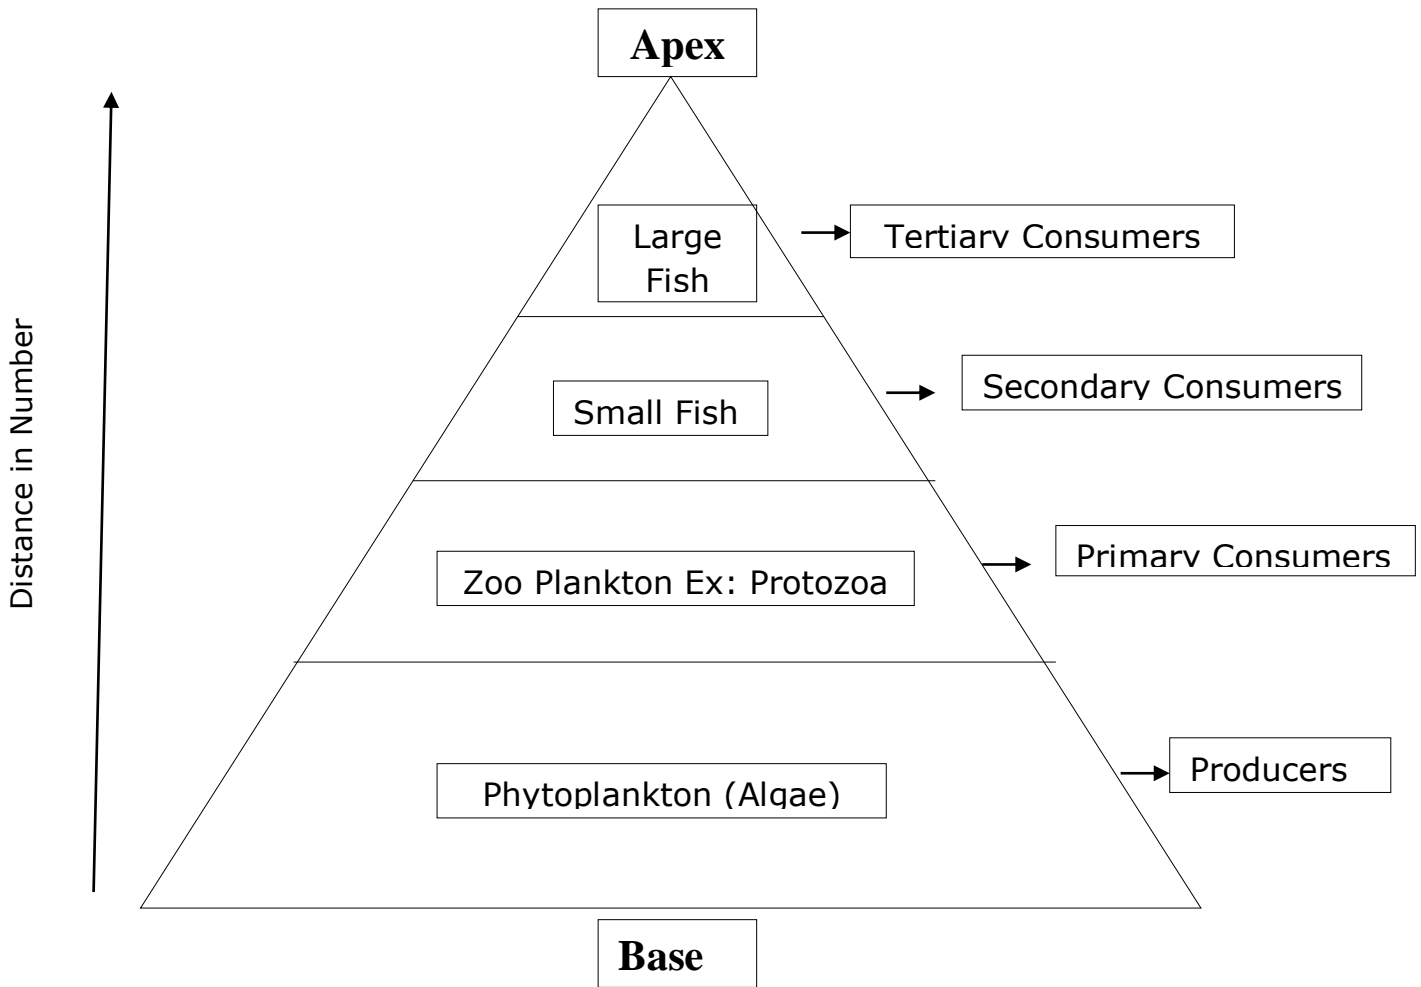 Apex
Large
Fish
Tertiary Consumers
Small Fish
Secondary Consumers
Zoo Plankton Ex: Protozoa
Primary Consumers
Phytoplankton (Algae)
Producers
Base
Distance in Number